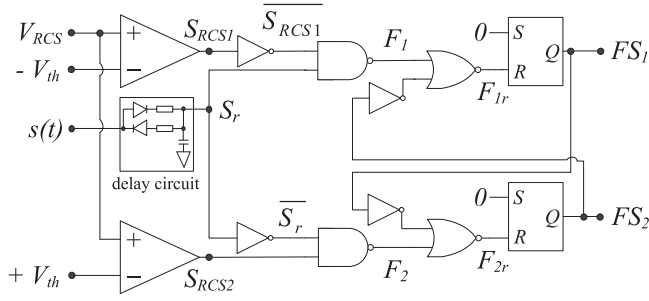 V_RCS
- V_th
s(t)
+ V_th
+
−
delay circuit
+
−
S_RCS1
S_r
S_RCS2
\overline{S_RCS1}
\overline{S_r}
F_1
F_2
F_1r
F_2r
0
S
R
Q
FS_1
0
S
R
Q
FS_2